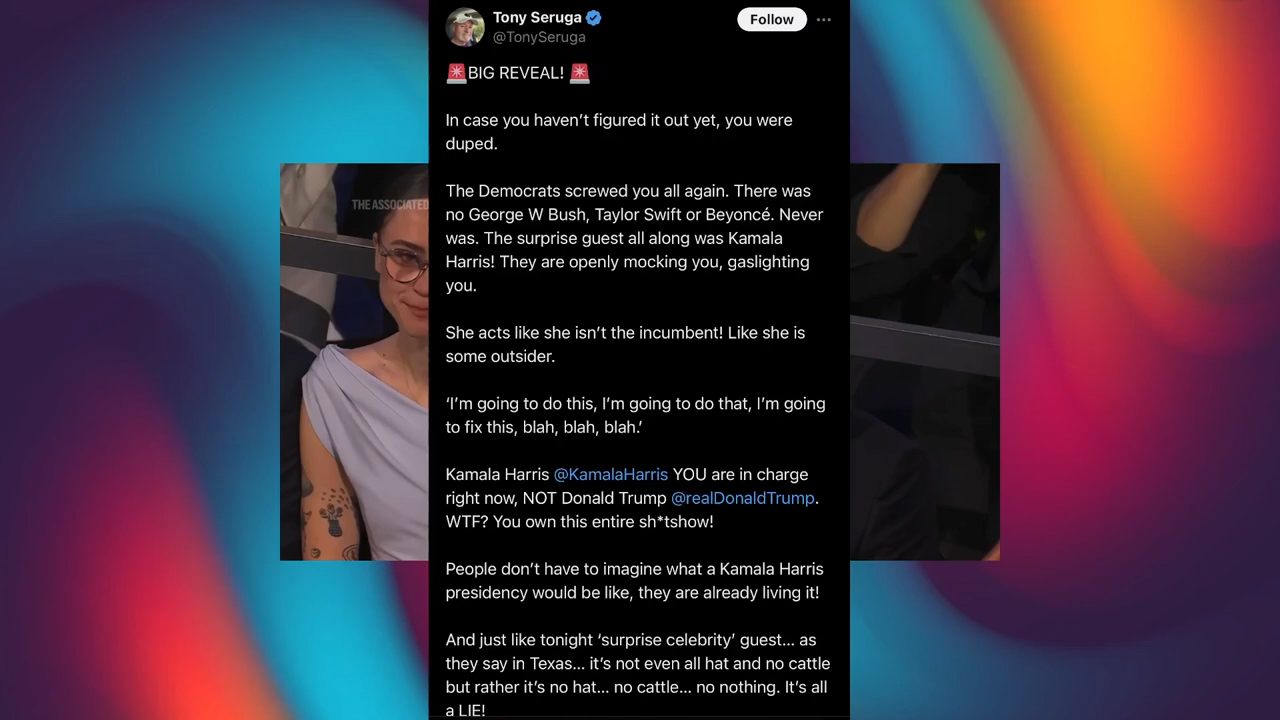 Tony Seruga
Follow
@TonySeruga
🚨BIG REVEAL! 🚨
In case you haven’t figured it out yet, you were
duped.
The Democrats screwed you all again. There was
no George W Bush, Taylor Swift or Beyoncé. Never
was. The surprise guest all along was Kamala
Harris! They are openly mocking you, gaslighting
you.
She acts like she isn’t the incumbent! Like she is
some outsider.
‘I’m going to do this, I’m going to do that, I’m going
to fix this, blah, blah, blah.’
Kamala Harris @KamalaHarris YOU are in charge
right now, NOT Donald Trump @realDonaldTrump.
WTF? You own this entire sh*tshow!
People don’t have to imagine what a Kamala Harris
presidency would be like, they are already living it!
And just like tonight ‘surprise celebrity’ guest... as
they say in Texas... it’s not even all hat and no cattle
but rather it’s no hat... no cattle... no nothing. It’s all
a LIE!
THE ASSOCIATED